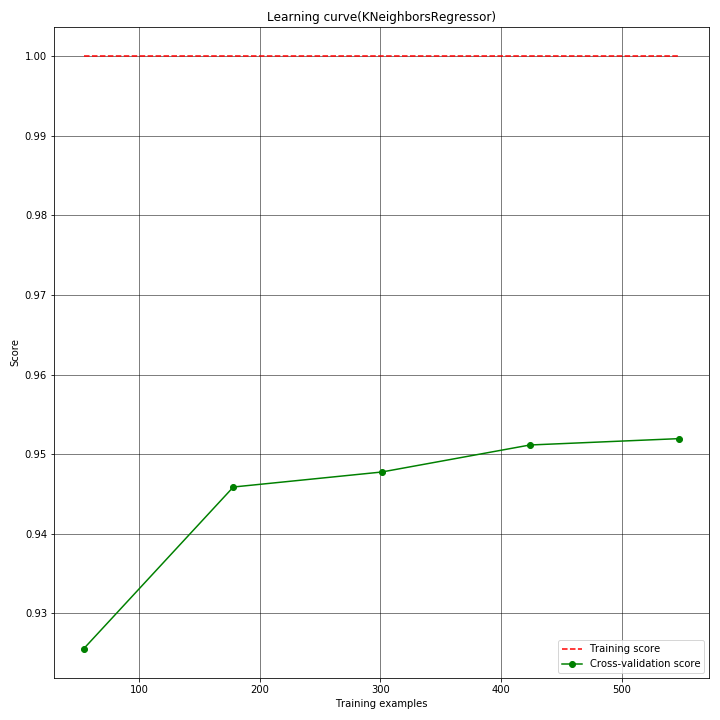 Learning curve(KNeighborsRegressor)
1.00
0.99
0.98
0.97
0.96
0.95
0.94
0.93
Score
100 200 300 400 500
Training examples
Training score
Cross-validation score